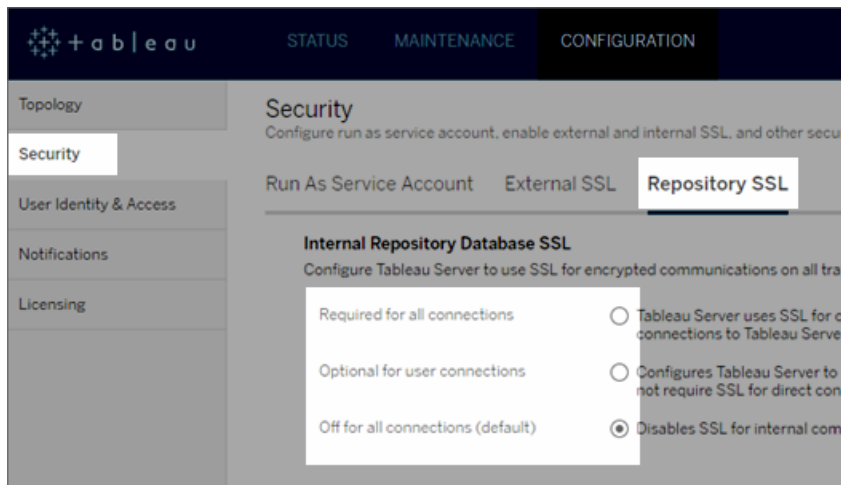 +ableau
STATUS MAINTENANCE CONFIGURATION
Topology
Security
User Identity & Access
Notifications
Licensing
Security
Configure run as service account, enable external and internal SSL, and other secu
Run As Service Account External SSL Repository SSL
Internal Repository Database SSL
Configure Tableau Server to use SSL for encrypted communications on all tra
Required for all connections Tableau Server uses SSL for c
connections to Tableau Serve
Optional for user connections Configures Tableau Server to
not require SSL for direct con
Off for all connections (default) Disables SSL for internal com